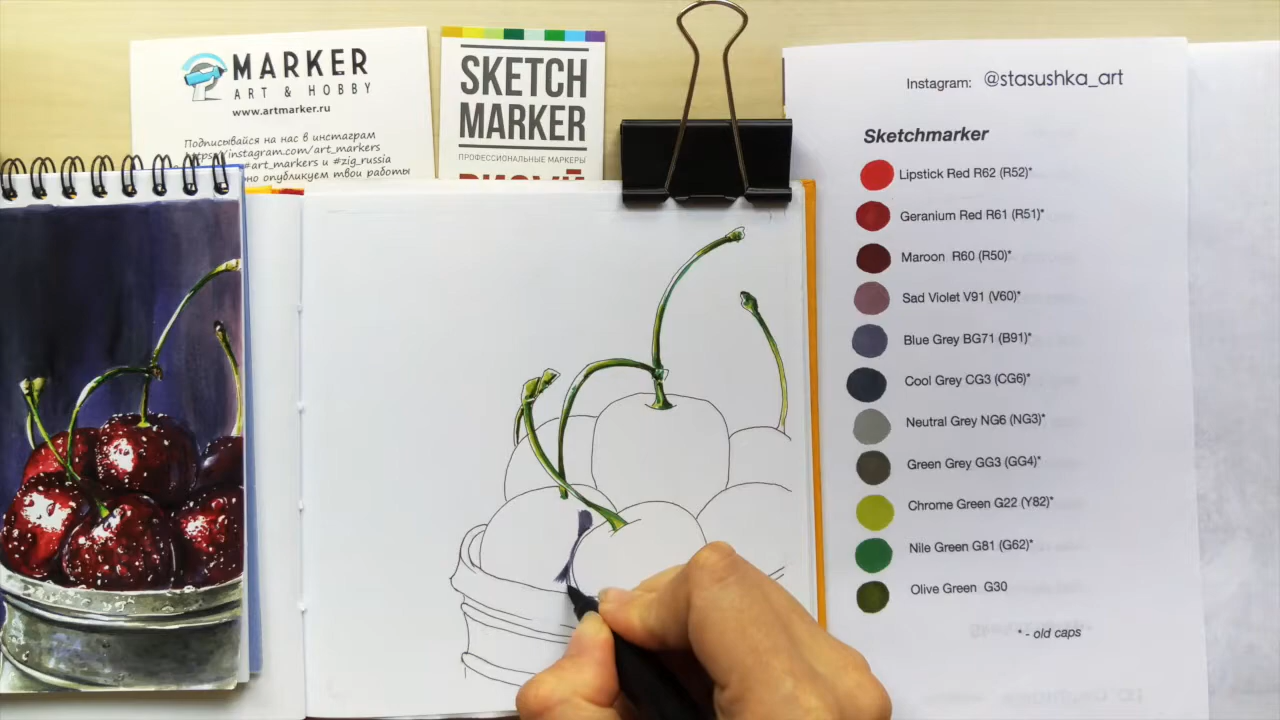 MARKER
ART & HOBBY
www.artmarker.ru
Подписывайся на нас в инстаграм
https://instagram.com/art_markers
#art_markers и #zig_russia
опубликуем твои работы
SKETCH
MARKER
ПРОФЕССИОНАЛЬНЫЕ МАРКЕРЫ
Instagram: @stasushka_art
Sketchmarker
Lipstick Red R62 (R52)*
Geranium Red R61 (R51)*
Maroon R60 (R50)*
Sad Violet V91 (V60)*
Blue Grey BG71 (B91)*
Cool Grey CG3 (CG6)*
Neutral Grey NG6 (NG3)*
Green Grey GG3 (GG4)*
Chrome Green G22 (Y82)*
Nile Green G81 (G62)*
Olive Green G30
* - old caps